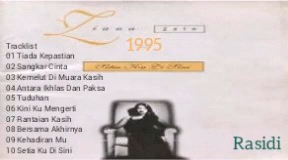 Ziana Zain
1995
Tracklist
01 Tiada Kepastian
02 Sangkar Cinta
03 Kemelut Di Muara Kasih
04 Antara Ikhlas Dan Paksa
05 Tuduhan
06 Kini Ku Mengerti
07 Rantaian Kasih
08 Bersama Akhirnya
09 Kehadiran Mu
10 Setia Ku Di Sini
Rasidi